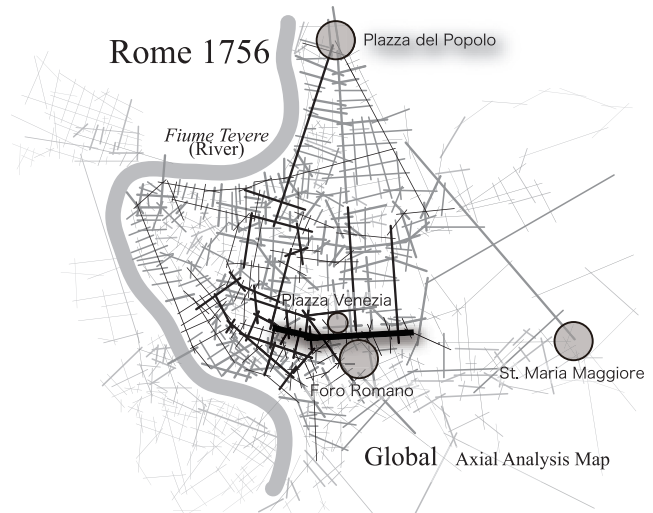 Plazza del Popolo
Rome 1756
Fiume Tevere
(River)
Plazza Venezia
St. Maria Maggiore
Foro Romano
Global Axial Analysis Map